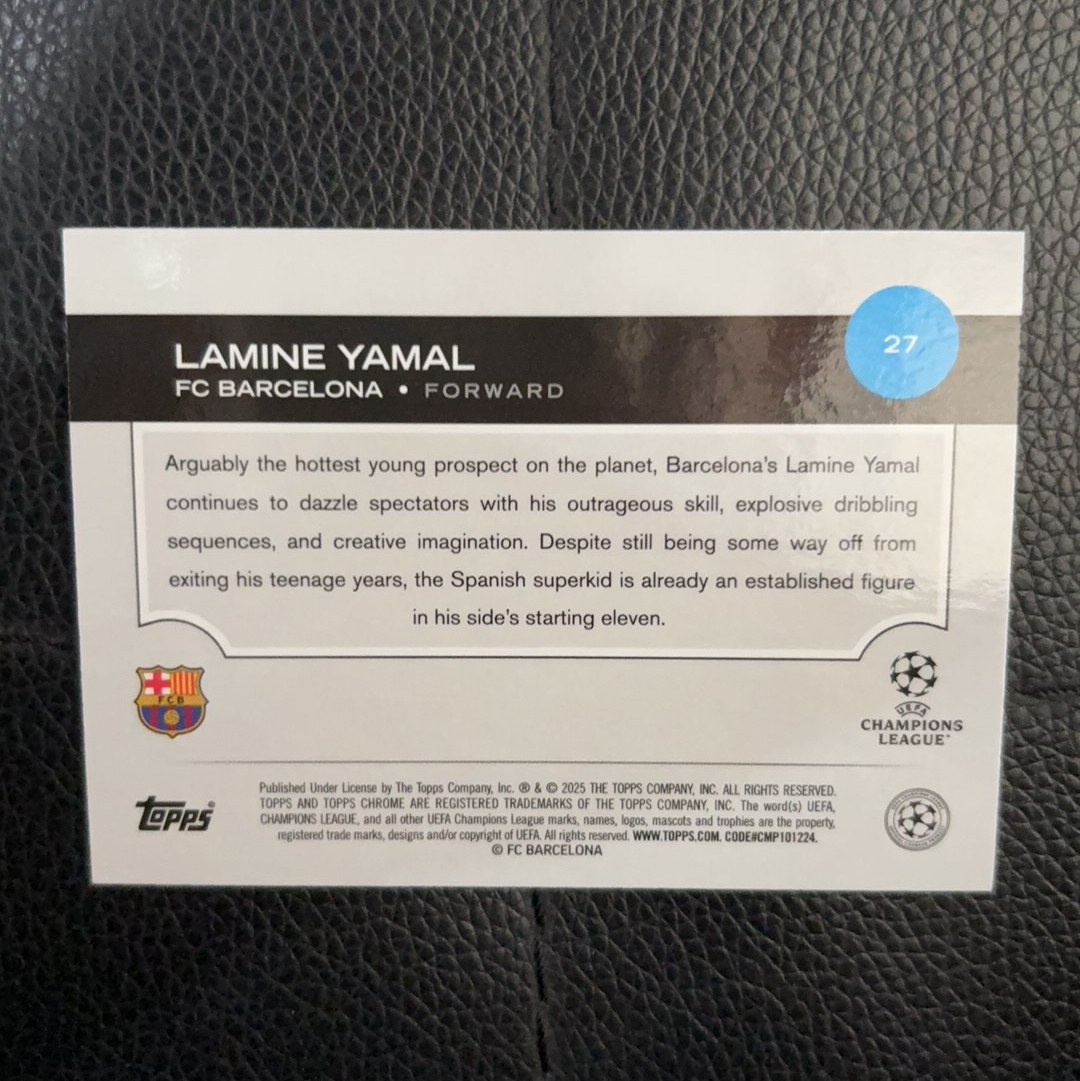 LAMINE YAMAL
FC BARCELONA • FORWARD
27
Arguably the hottest young prospect on the planet, Barcelona's Lamine Yamal
continues to dazzle spectators with his outrageous skill, explosive dribbling
sequences, and creative imagination. Despite still being some way off from
exiting his teenage years, the Spanish superkid is already an established figure
in his side's starting eleven.
FCB
UEFA
CHAMPIONS
LEAGUE
Published Under License by The Topps Company, Inc. ® & © 2025 THE TOPPS COMPANY, INC. ALL RIGHTS RESERVED.
TOPPS AND TOPPS CHROME ARE REGISTERED TRADEMARKS OF THE TOPPS COMPANY, INC. The word(s) UEFA,
CHAMPIONS LEAGUE, and all other UEFA Champions League marks, names, logos, mascots and trophies are the property,
registered trade marks, designs and/or copyright of UEFA. All rights reserved. WWW.TOPPS.COM. CODE#CMP101224.
© FC BARCELONA
Topps®